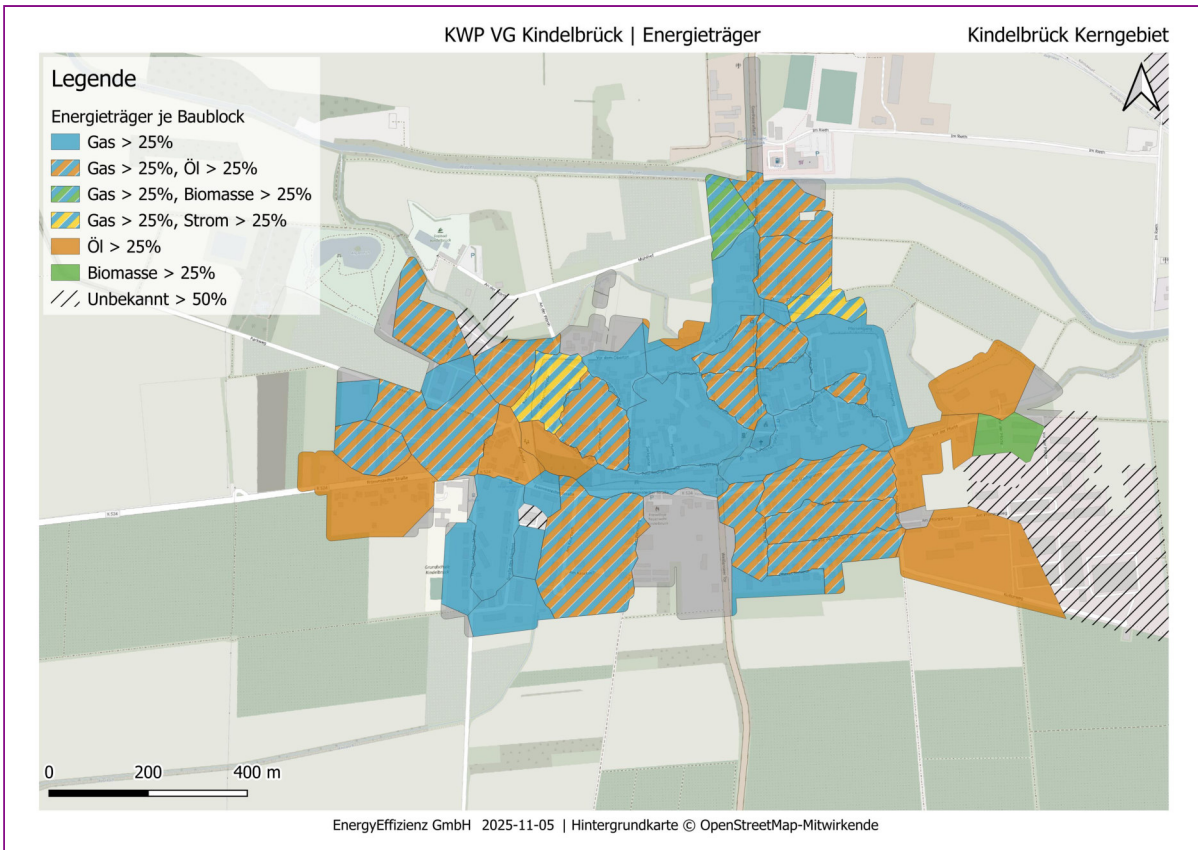 KWP VG Kindelbrück | Energieträger
Kindelbrück Kerngebiet
Legende
Energieträger je Baublock
Gas > 25%
Gas > 25%, Öl > 25%
Gas > 25%, Biomasse > 25%
Gas > 25%, Strom > 25%
Öl > 25%
Biomasse > 25%
Unbekannt > 50%
0 200 400 m
EnergyEffizienz GmbH 2025-11-05 | Hintergrundkarte © OpenStreetMap-Mitwirkende